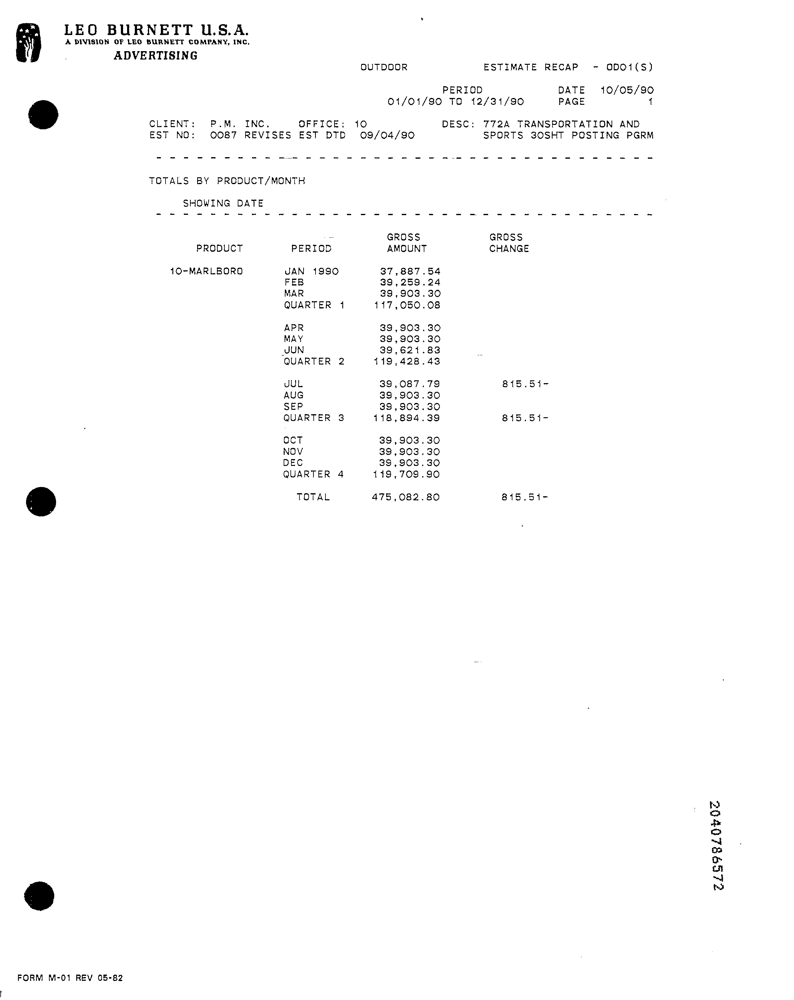 LEO BURNETT U.S.A.
A DIVISION OF LEO BURNETT COMPANY, INC.
ADVERTISING
OUTDOOR ESTIMATE RECAP - ODO1(S)
PERIOD DATE 10/05/90
01/01/90 TO 12/31/90 PAGE 1
CLIENT: P.M. INC. OFFICE: 10 DESC: 772A TRANSPORTATION AND
EST NO: 0087 REVISES EST DTD 09/04/90 SPORTS 30SHT POSTING PGRM
TOTALS BY PRODUCT/MONTH
SHOWING DATE
GROSS GROSS
PRODUCT PERIOD AMOUNT CHANGE
10-MARLBORO JAN 1990 37,887.54
FEB 39,259.24
MAR 39,903.30
QUARTER 1 117,050.08
APR 39,903.30
MAY 39,903.30
JUN 39,621.83
QUARTER 2 119,428.43
JUL 39,087.79 815.51-
AUG 39,903.30
SEP 39,903.30
QUARTER 3 118,894.39 815.51-
OCT 39,903.30
NOV 39,903.30
DEC 39,903.30
QUARTER 4 119,709.90
TOTAL 475,082.80 815.51-
2040786572
FORM M-01 REV 05-82